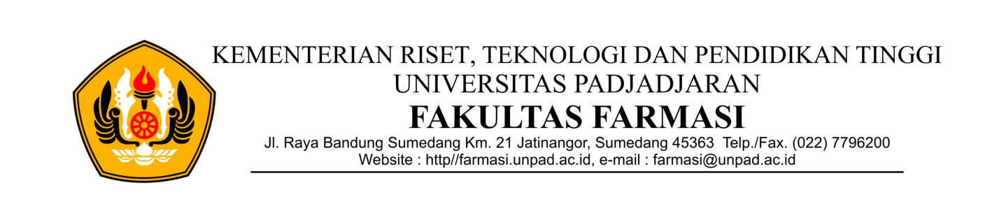 KEMENTERIAN RISET, TEKNOLOGI DAN PENDIDIKAN TINGGI
UNIVERSITAS PADJADJARAN
FAKULTAS FARMASI
Jl. Raya Bandung Sumedang Km. 21 Jatinangor, Sumedang 45363 Telp./Fax. (022) 7796200
Website : http//farmasi.unpad.ac.id, e-mail : farmasi@unpad.ac.id